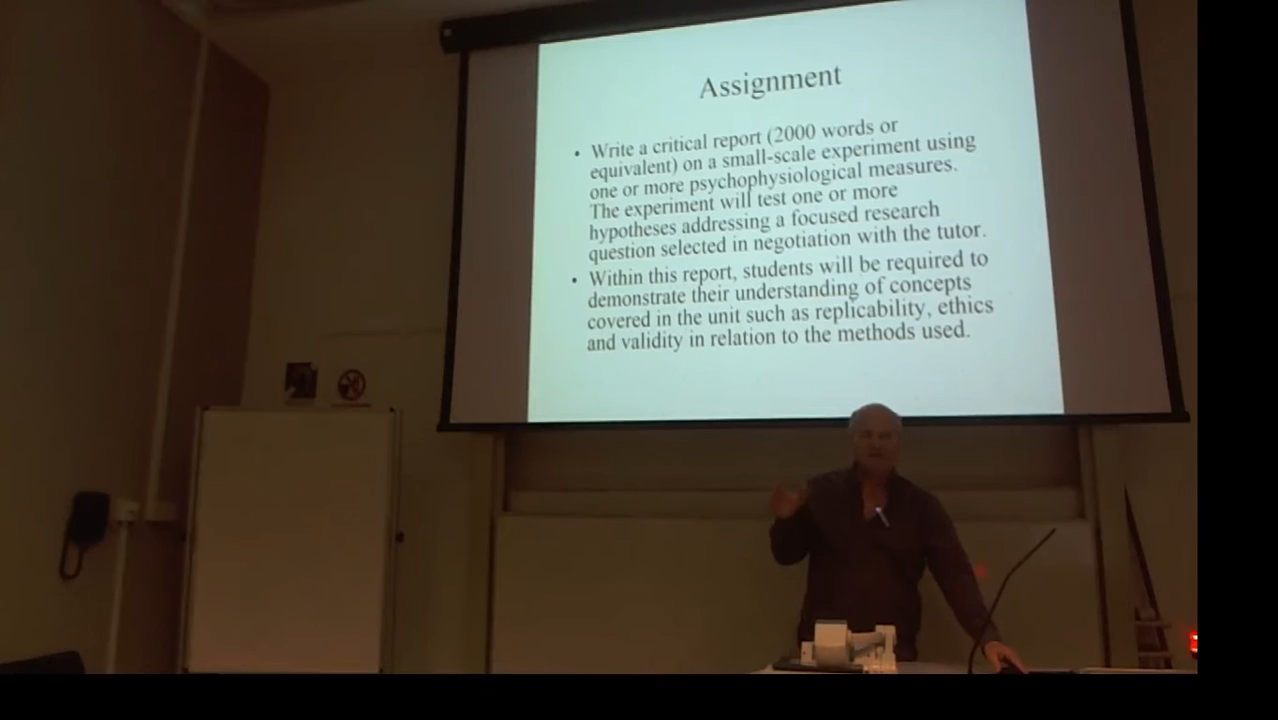 Assignment
• Write a critical report (2000 words or
equivalent) on a small-scale experiment using
one or more psychophysiological measures.
The experiment will test one or more
hypotheses addressing a focused research
question selected in negotiation with the tutor.
• Within this report, students will be required to
demonstrate their understanding of concepts
covered in the unit such as replicability, ethics
and validity in relation to the methods used.